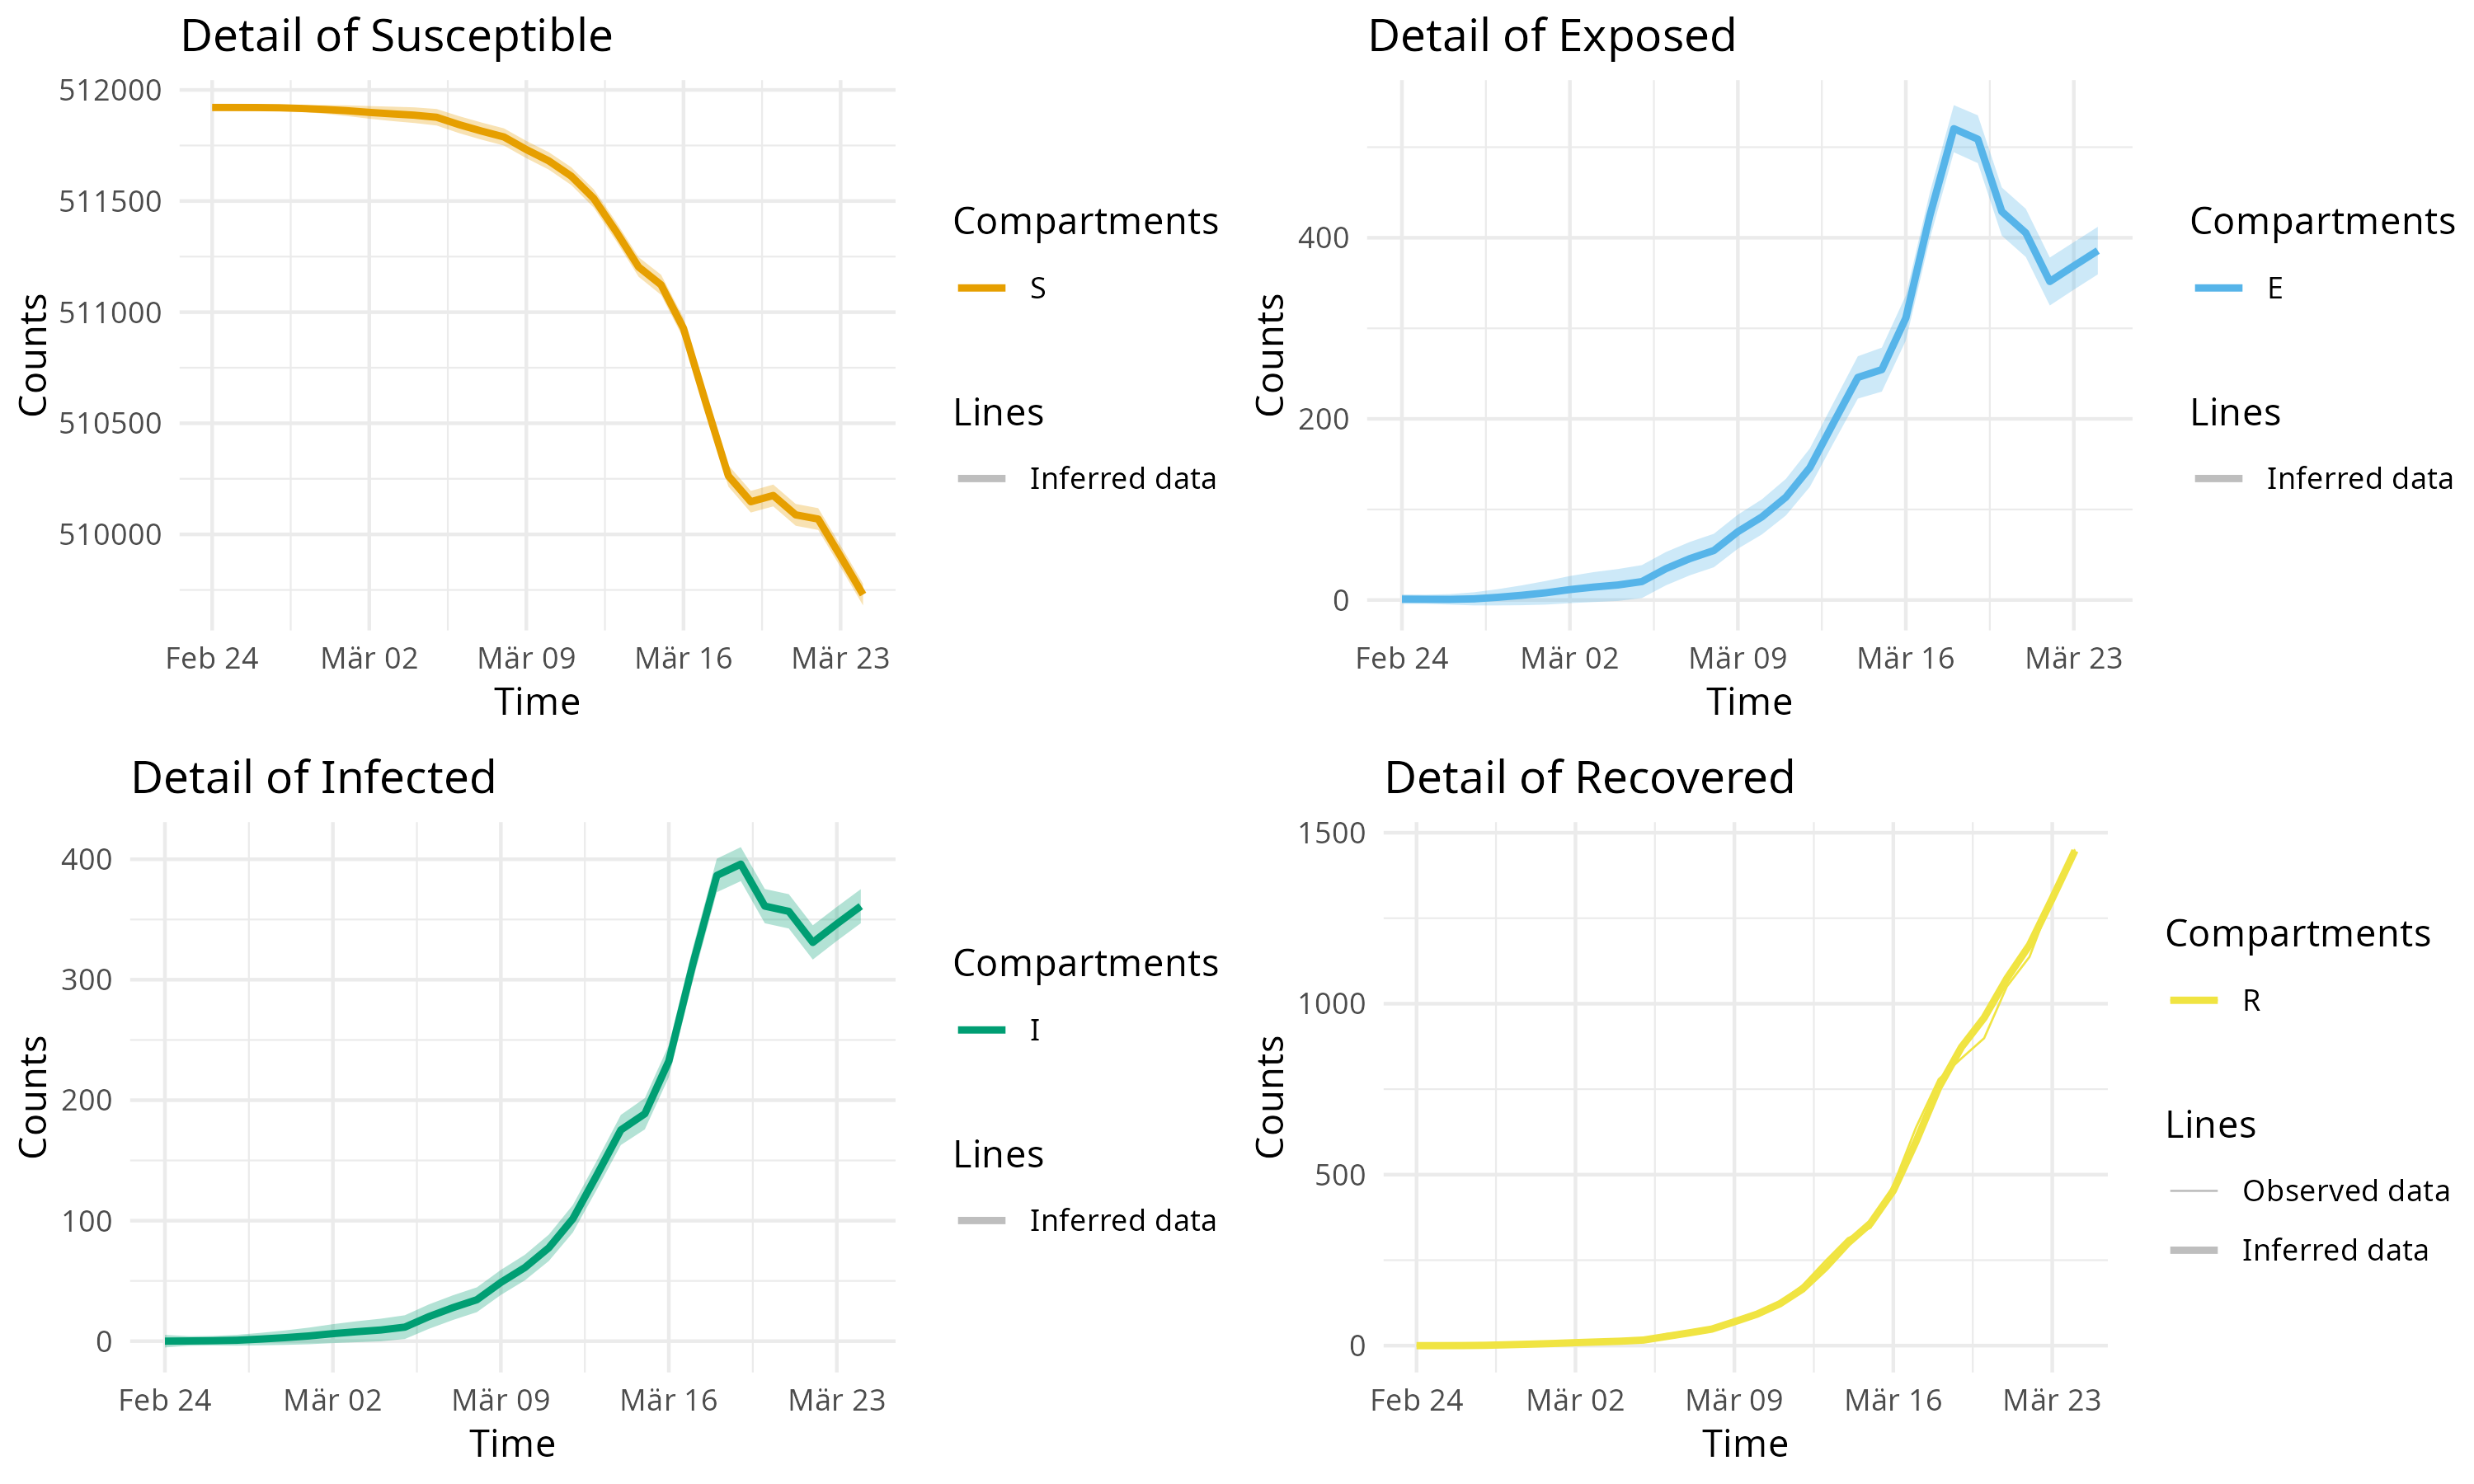 Detail of Susceptible
512000
511500
511000
510500
510000
Counts
Feb 24
Mär 02
Mär 09
Mär 16
Mär 23
Time
Compartments
S
Lines
Inferred data
Detail of Exposed
400
200
0
Counts
Feb 24
Mär 02
Mär 09
Mär 16
Mär 23
Time
Compartments
E
Lines
Inferred data
Detail of Infected
400
300
200
100
0
Counts
Feb 24
Mär 02
Mär 09
Mär 16
Mär 23
Time
Compartments
I
Lines
Inferred data
Detail of Recovered
1500
1000
500
0
Counts
Feb 24
Mär 02
Mär 09
Mär 16
Mär 23
Time
Compartments
R
Lines
Observed data
Inferred data